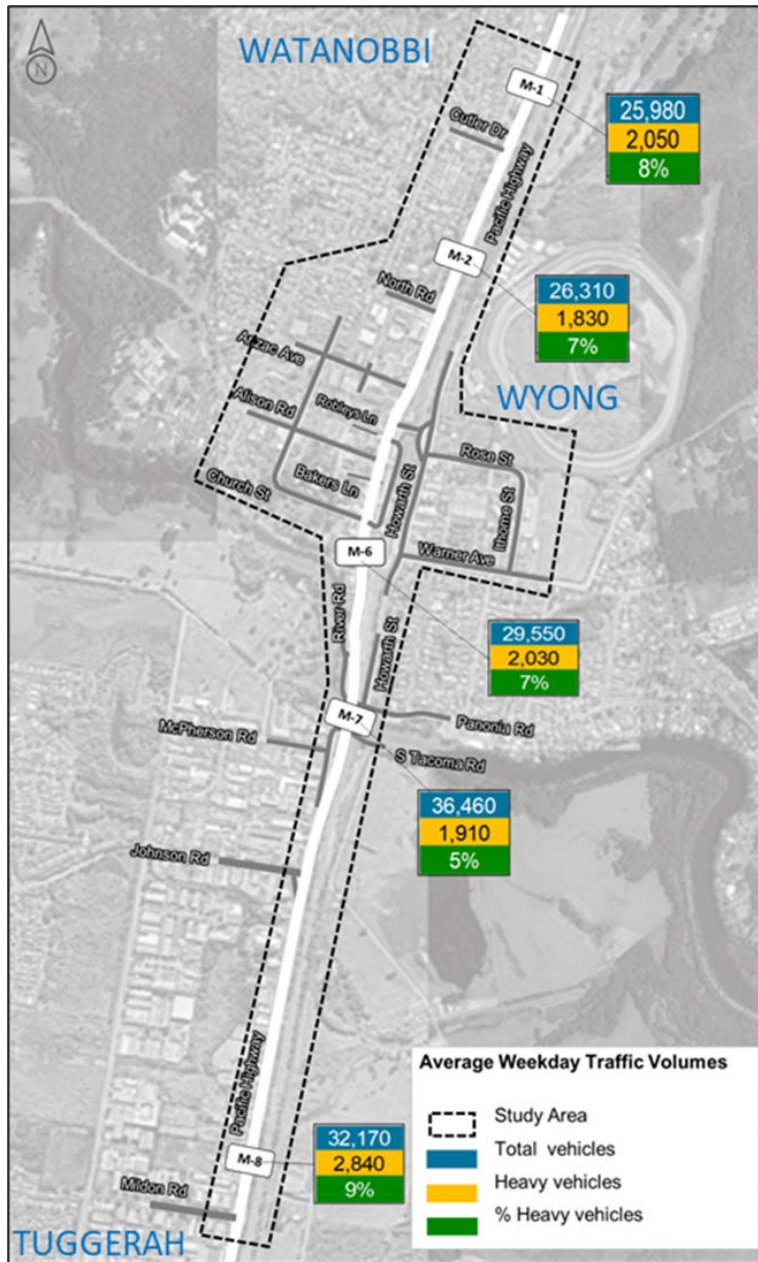 N
WATANOBBI
M-1
25,980
2,050
8%
Cutler Dr
Pacific Highway
M-2
26,310
1,830
7%
North Rd
WYONG
Anzac Ave
Alison Rd
Robleys Ln
Rose St
Bakers Ln
Church St
Howarth St
Ithome St
Warner Ave
M-6
River Rd
29,550
2,030
7%
Howarth St
M-7
Panonia Rd
McPherson Rd
S Tacoma Rd
36,460
1,910
5%
Johnson Rd
Pacific Highway
Average Weekday Traffic Volumes
Study Area
Total vehicles
Heavy vehicles
% Heavy vehicles
32,170
2,840
9%
M-8
Mildon Rd
TUGGERAH